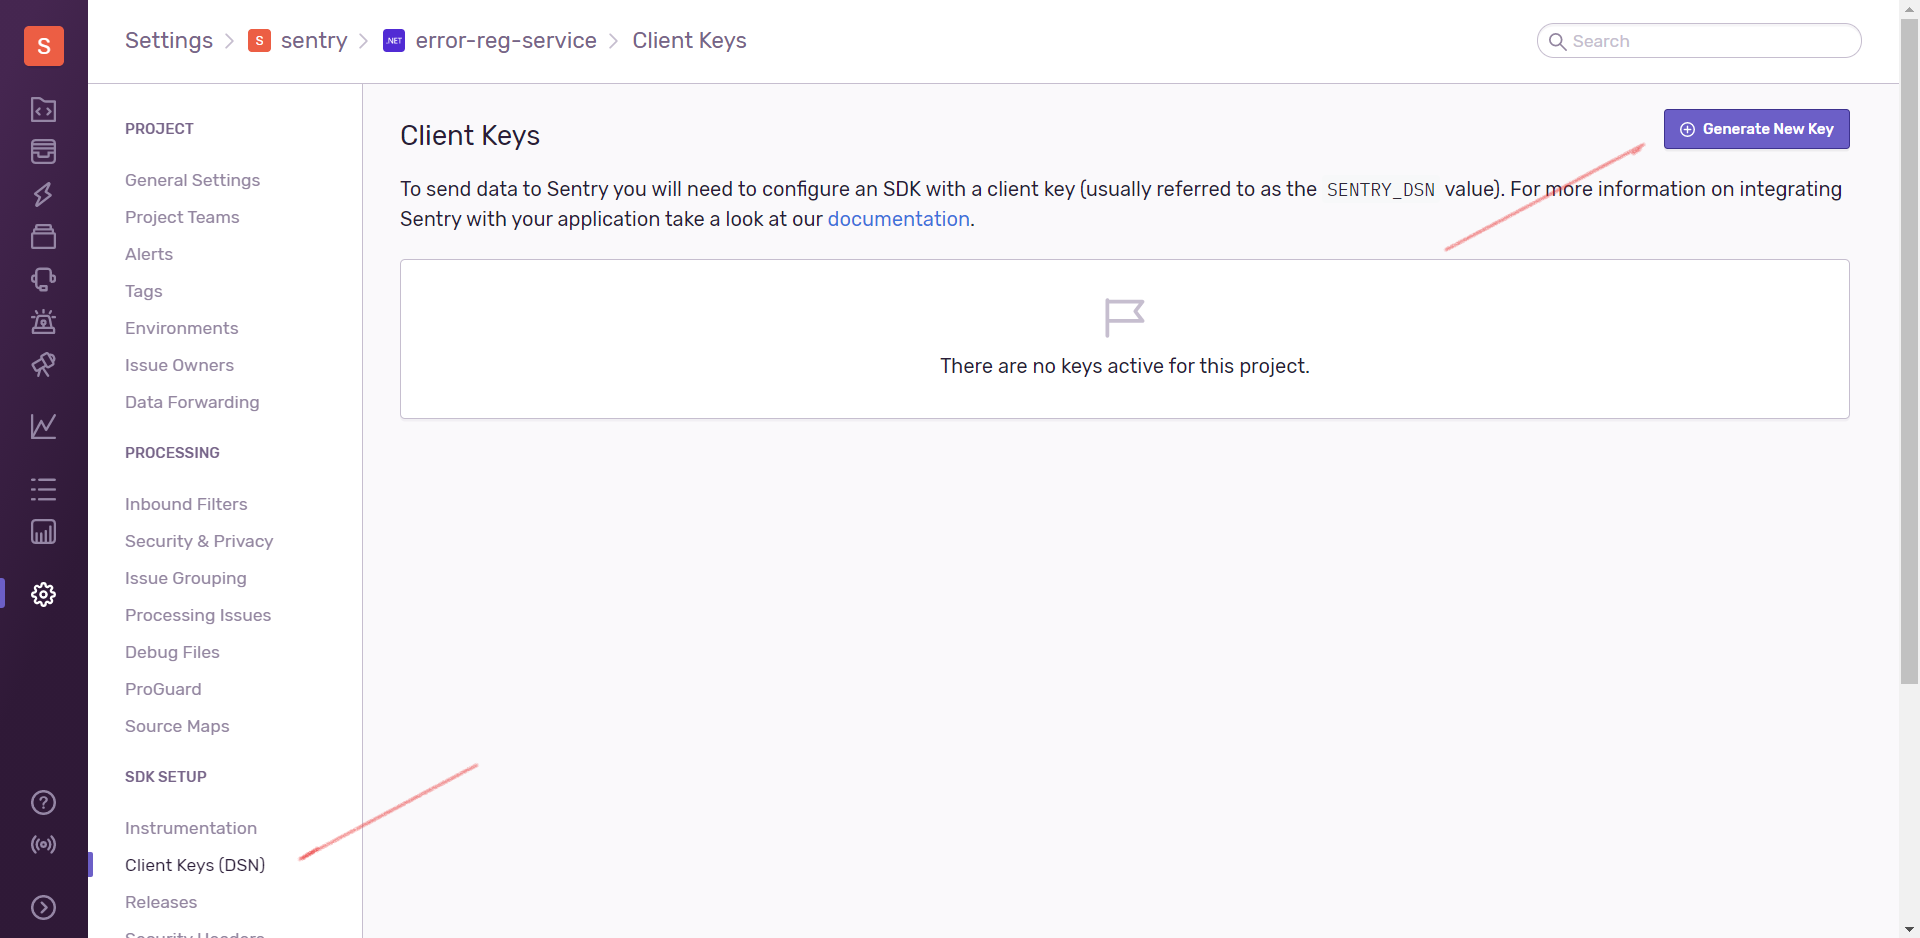 S
Settings > S sentry > .NET error-reg-service > Client Keys
Search
PROJECT
General Settings
Project Teams
Alerts
Tags
Environments
Issue Owners
Data Forwarding
PROCESSING
Inbound Filters
Security & Privacy
Issue Grouping
Processing Issues
Debug Files
ProGuard
Source Maps
SDK SETUP
Instrumentation
Client Keys (DSN)
Releases
Security Headers
Client Keys
Generate New Key
To send data to Sentry you will need to configure an SDK with a client key (usually referred to as the SENTRY_DSN value). For more information on integrating
Sentry with your application take a look at our documentation.
There are no keys active for this project.